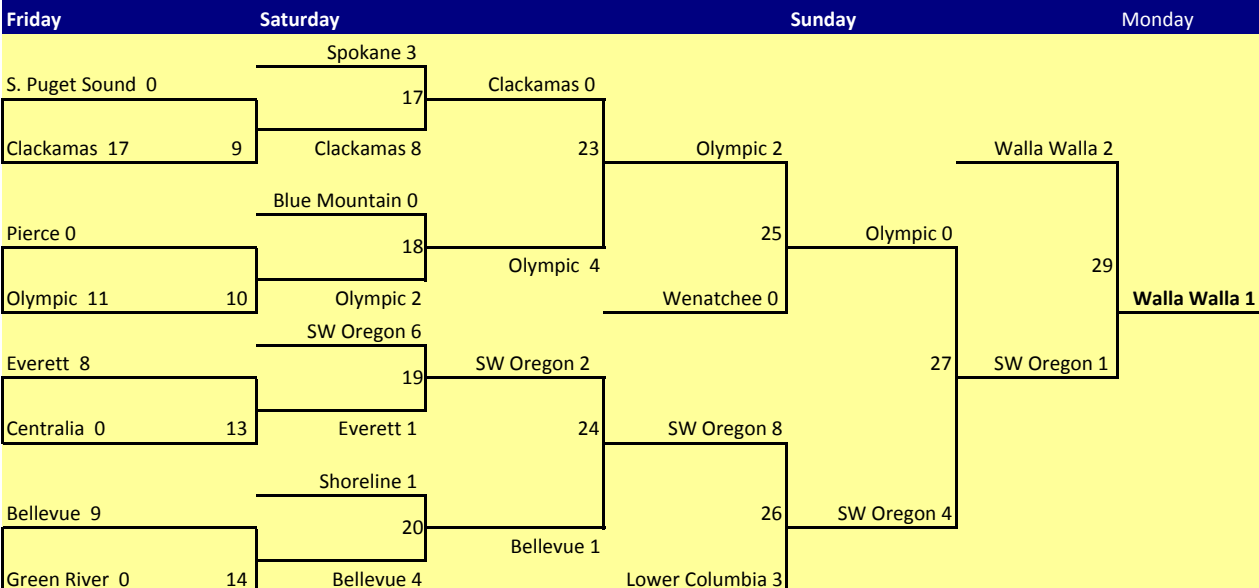 Friday Saturday Sunday Monday
Spokane 3
S. Puget Sound 0
17
Clackamas 0
Clackamas 17 9
Clackamas 8
23
Olympic 2
Walla Walla 2
Blue Mountain 0
Pierce 0
18
25
Olympic 0
Olympic 4
29
Olympic 11 10
Olympic 2
Wenatchee 0
Walla Walla 1
SW Oregon 6
Everett 8
19
SW Oregon 2
27
SW Oregon 1
Centralia 0 13
Everett 1
24
SW Oregon 8
Shoreline 1
Bellevue 9
20
26
SW Oregon 4
Bellevue 1
Green River 0 14
Bellevue 4
Lower Columbia 3